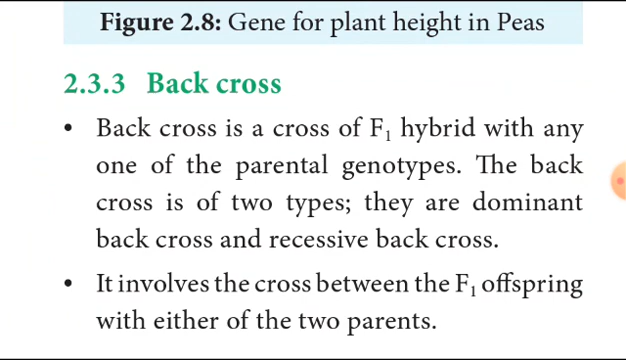 Figure 2.8: Gene for plant height in Peas
2.3.3 Back cross
• Back cross is a cross of F₁ hybrid with any
one of the parental genotypes. The back
cross is of two types; they are dominant
back cross and recessive back cross.
• It involves the cross between the F₁ offspring
with either of the two parents.